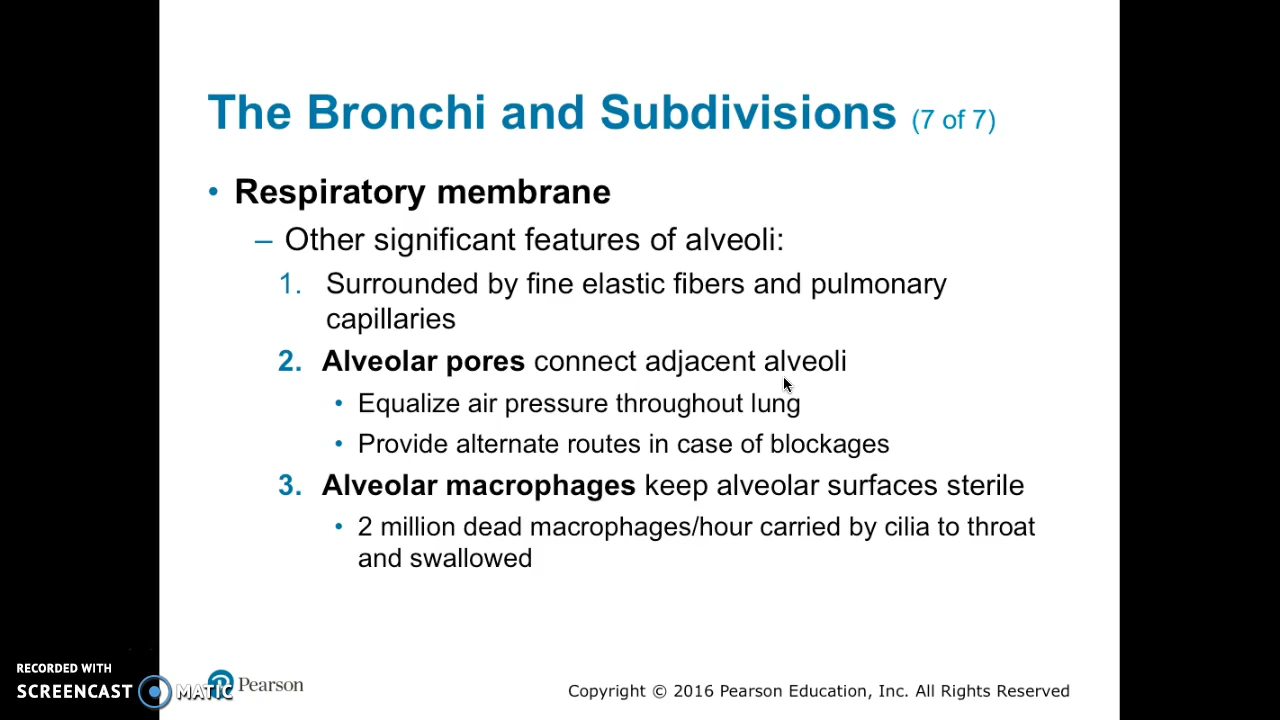 The Bronchi and Subdivisions (7 of 7)
• Respiratory membrane
– Other significant features of alveoli:
1. Surrounded by fine elastic fibers and pulmonary
capillaries
2. Alveolar pores connect adjacent alveoli
• Equalize air pressure throughout lung
• Provide alternate routes in case of blockages
3. Alveolar macrophages keep alveolar surfaces sterile
• 2 million dead macrophages/hour carried by cilia to throat
and swallowed
RECORDED WITH
SCREENCAST MATIC
Pearson
Copyright © 2016 Pearson Education, Inc. All Rights Reserved